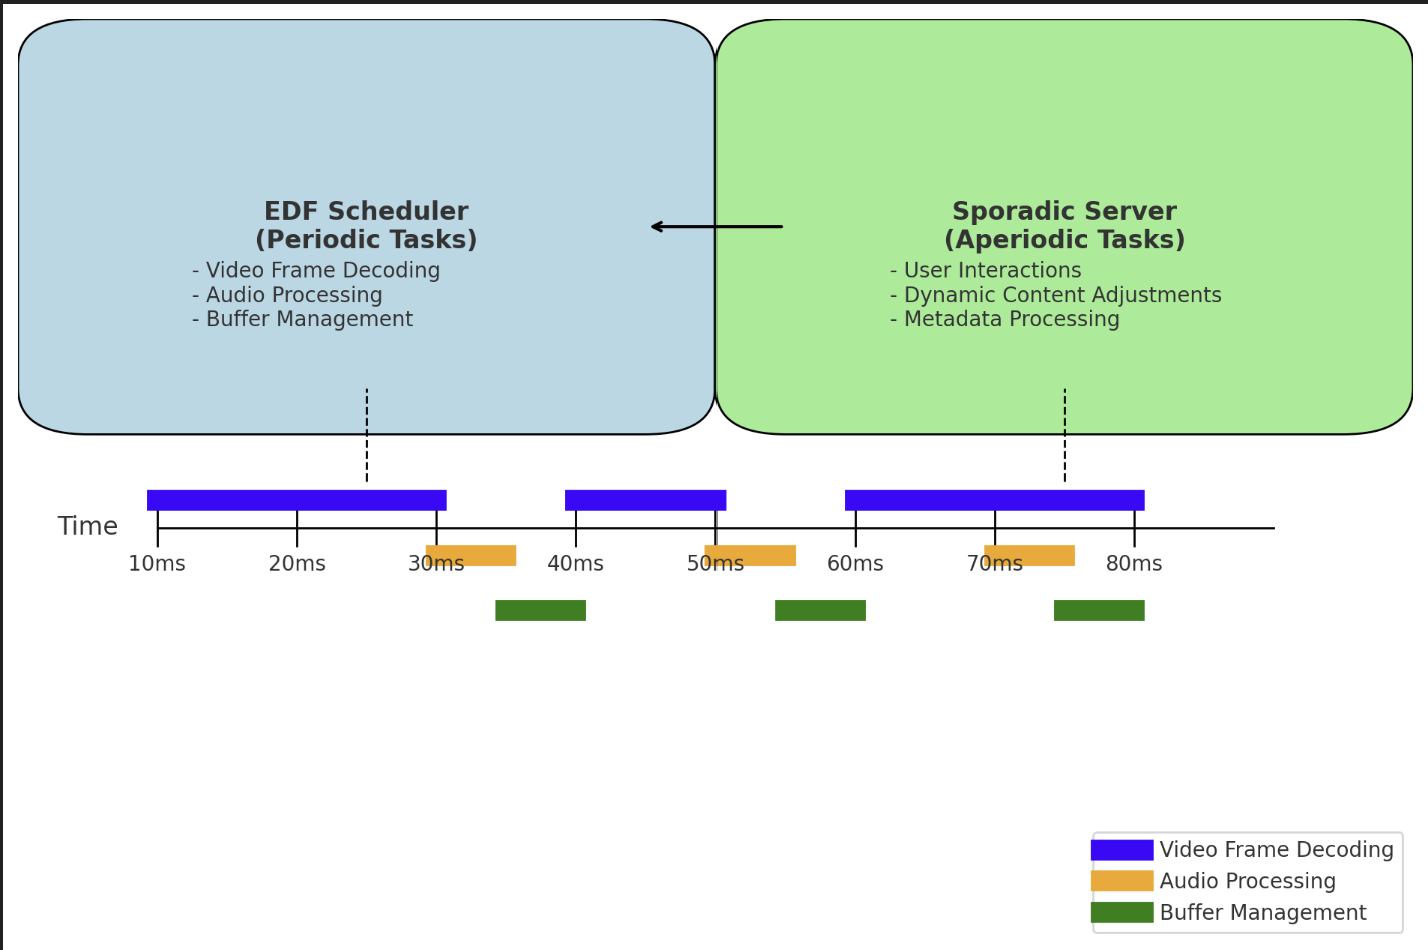 EDF Scheduler
(Periodic Tasks)
- Video Frame Decoding
- Audio Processing
- Buffer Management
Sporadic Server
(Aperiodic Tasks)
- User Interactions
- Dynamic Content Adjustments
- Metadata Processing
Time
10ms 20ms 30ms 40ms 50ms 60ms 70ms 80ms
Video Frame Decoding
Audio Processing
Buffer Management